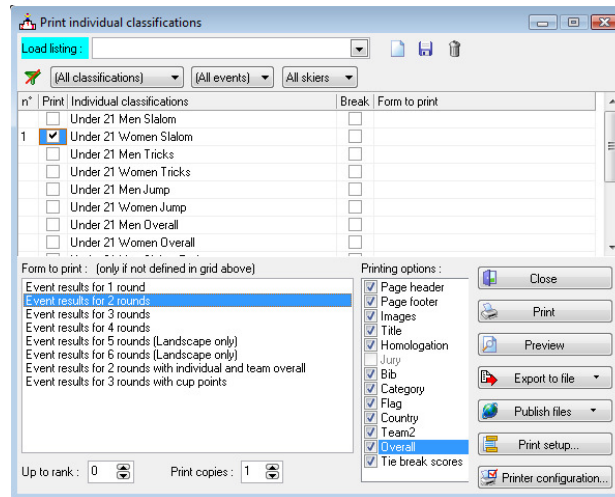 Print individual classifications
Load listing :
(All classifications) (All events) All skiers
n° Print Individual classifications Break Form to print
Under 21 Men Slalom
1 Under 21 Women Slalom
Under 21 Men Tricks
Under 21 Women Tricks
Under 21 Men Jump
Under 21 Women Jump
Under 21 Men Overall
Under 21 Women Overall
Form to print : (only if not defined in grid above)
Event results for 1 round
Event results for 2 rounds
Event results for 3 rounds
Event results for 4 rounds
Event results for 5 rounds (Landscape only)
Event results for 6 rounds (Landscape only)
Event results for 2 rounds with individual and team overall
Event results for 3 rounds with cup points
Up to rank : 0 Print copies : 1
Printing options :
Page header
Page footer
Images
Title
Homologation
Jury
Bib
Category
Flag
Country
Team2
Overall
Tie break scores
Close
Print
Preview
Export to file
Publish files
Print setup...
Printer configuration...